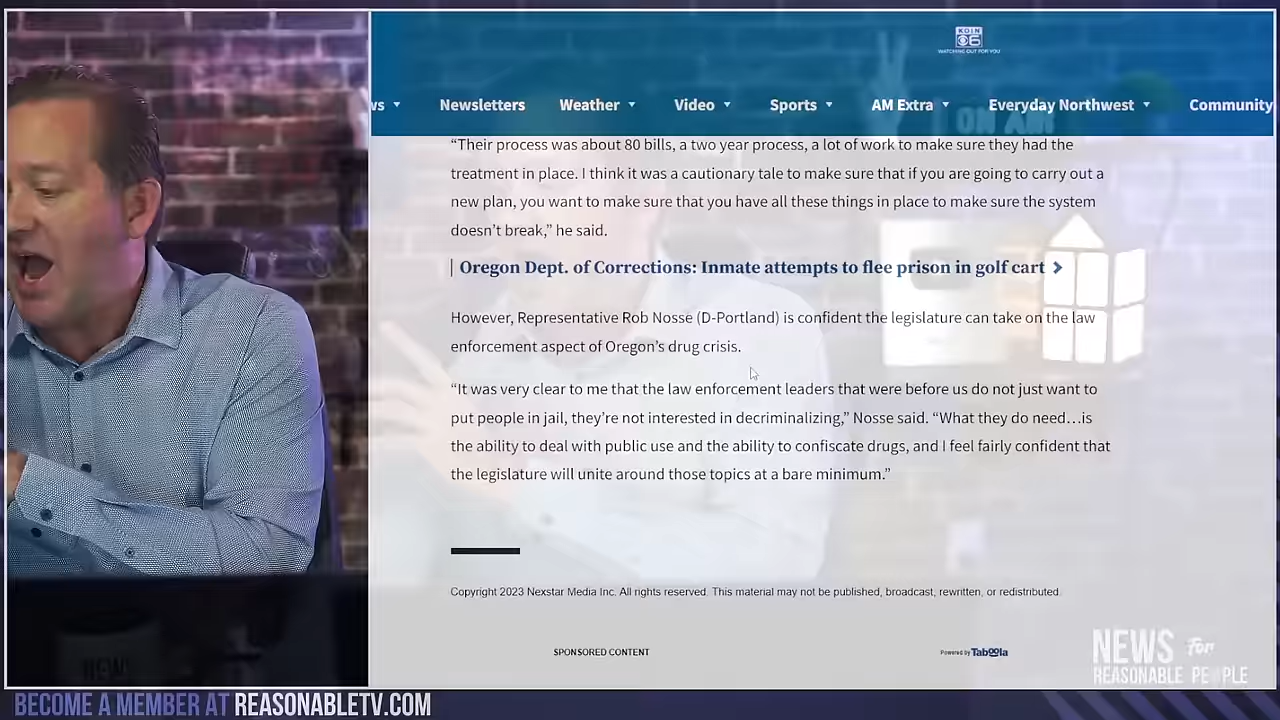 KOIN
6
WATCHING OUT FOR YOU
ws
Newsletters
Weather
Video
Sports
AM Extra
Everyday Northwest
Community
ON AIR
“Their process was about 80 bills, a two year process, a lot of work to make sure they had the
treatment in place. I think it was a cautionary tale to make sure that if you are going to carry out a
new plan, you want to make sure that you have all these things in place to make sure the system
doesn’t break,” he said.
| Oregon Dept. of Corrections: Inmate attempts to flee prison in golf cart
However, Representative Rob Nosse (D-Portland) is confident the legislature can take on the law
enforcement aspect of Oregon’s drug crisis.
“It was very clear to me that the law enforcement leaders that were before us do not just want to
put people in jail, they’re not interested in decriminalizing,” Nosse said. “What they do need…is
the ability to deal with public use and the ability to confiscate drugs, and I feel fairly confident that
the legislature will unite around those topics at a bare minimum.”
Copyright 2023 Nexstar Media Inc. All rights reserved. This material may not be published, broadcast, rewritten, or redistributed.
SPONSORED CONTENT
Powered by Taboola
NEWS For
REASONABLE PEOPLE
NEWS
BECOME A MEMBER AT REASONABLETV.COM